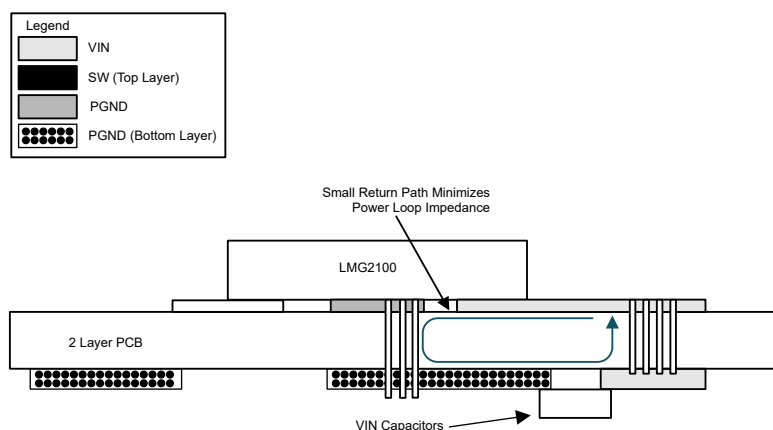 Legend
VIN
SW (Top Layer)
PGND
PGND (Bottom Layer)
Small Return Path Minimizes
Power Loop Impedance
LMG2100
2 Layer PCB
VIN Capacitors